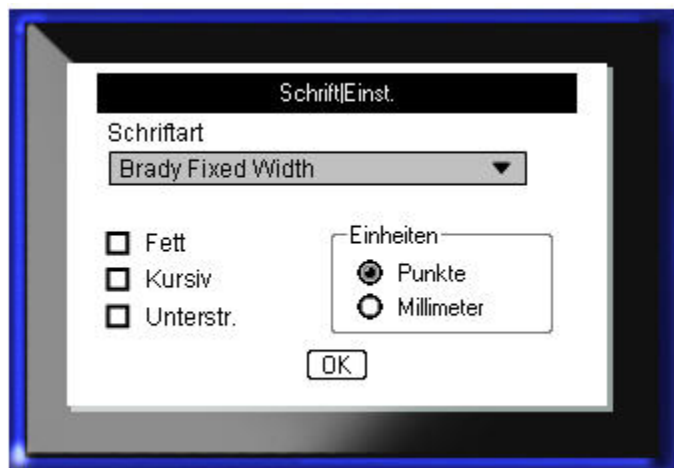 Schrift|Einst.
Schriftart
Brady Fixed Width
Fett
Kursiv
Unterstr.
Einheiten
Punkte
Millimeter
OK